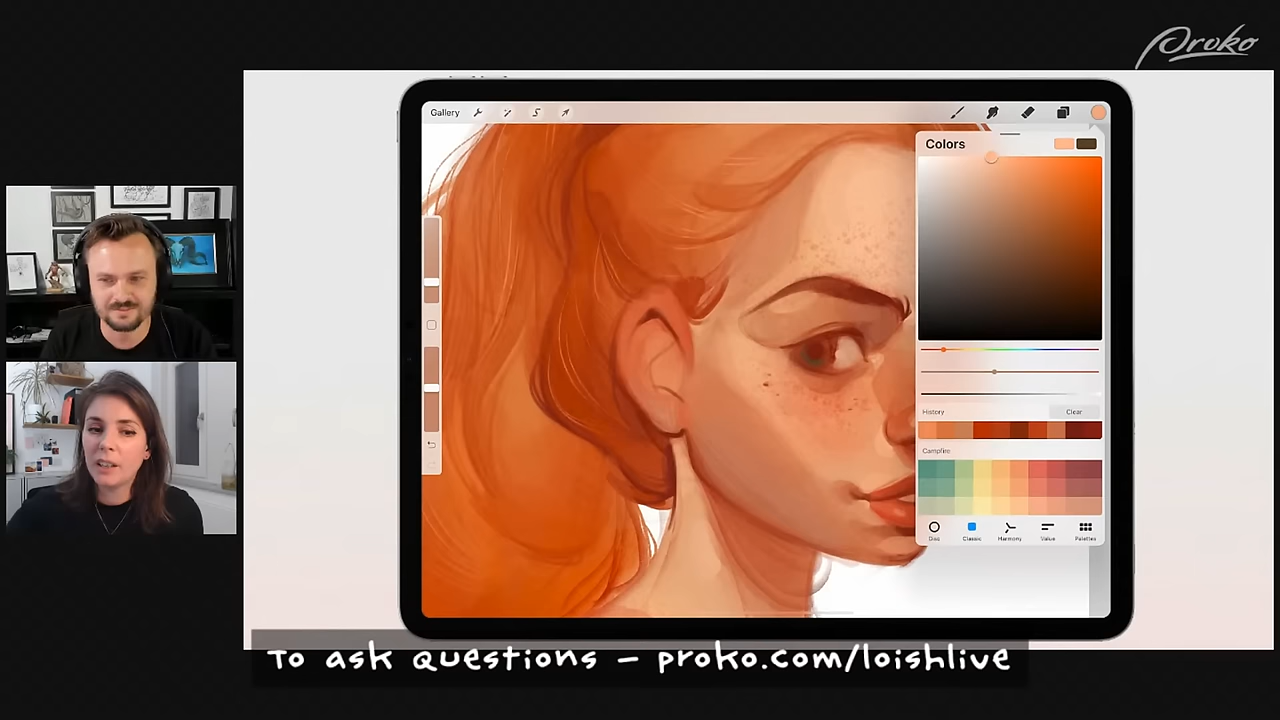 Proko
Gallery
Colors
History
Clear
Campfire
Disc
Classic
Harmony
Value
Palettes
To ask questions – proko.com/loishlive